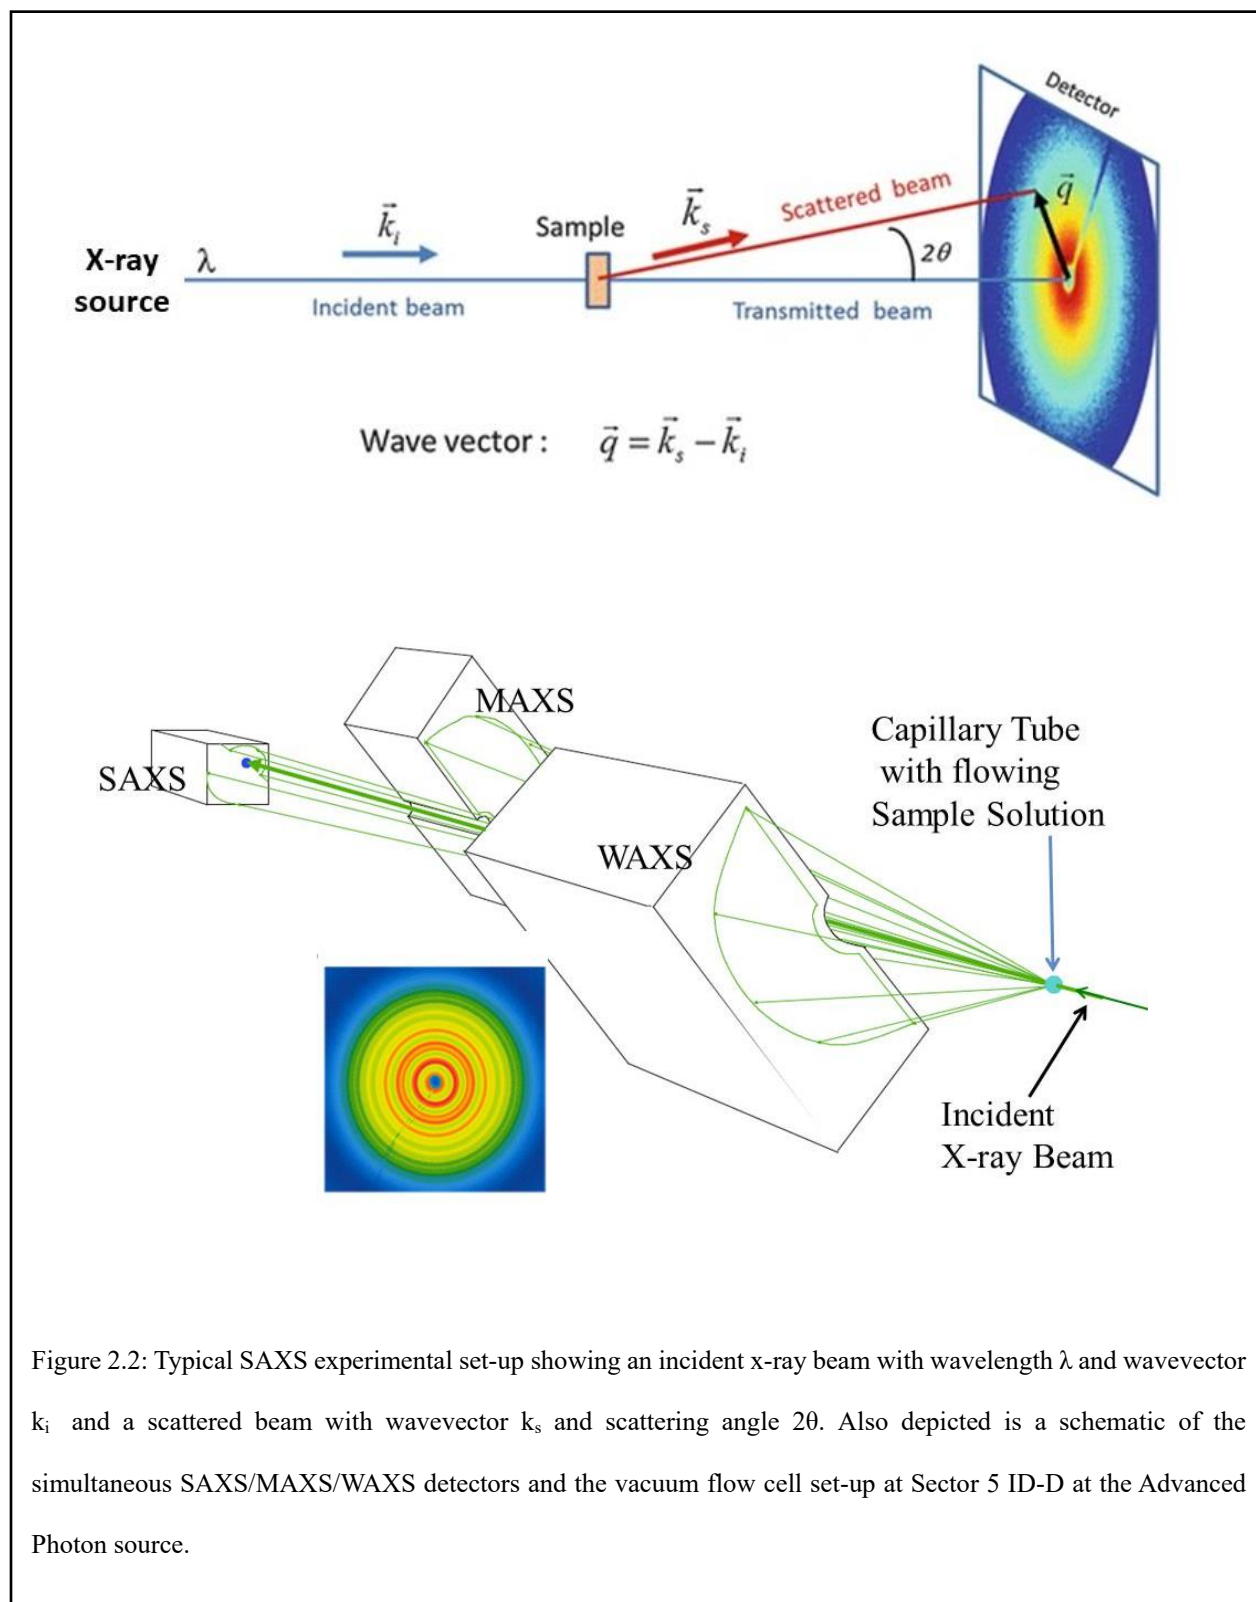 Detector
X-ray
source
λ
k⃗ᵢ
Incident beam
Sample
k⃗ₛ
Scattered beam
2θ
Transmitted beam
q⃗
Wave vector : q⃗ = k⃗ₛ − k⃗ᵢ
MAXS
SAXS
WAXS
Capillary Tube
with flowing
Sample Solution
Incident
X-ray Beam
Figure 2.2: Typical SAXS experimental set-up showing an incident x-ray beam with wavelength λ and wavevector
kᵢ and a scattered beam with wavevector kₛ and scattering angle 2θ. Also depicted is a schematic of the
simultaneous SAXS/MAXS/WAXS detectors and the vacuum flow cell set-up at Sector 5 ID-D at the Advanced
Photon source.